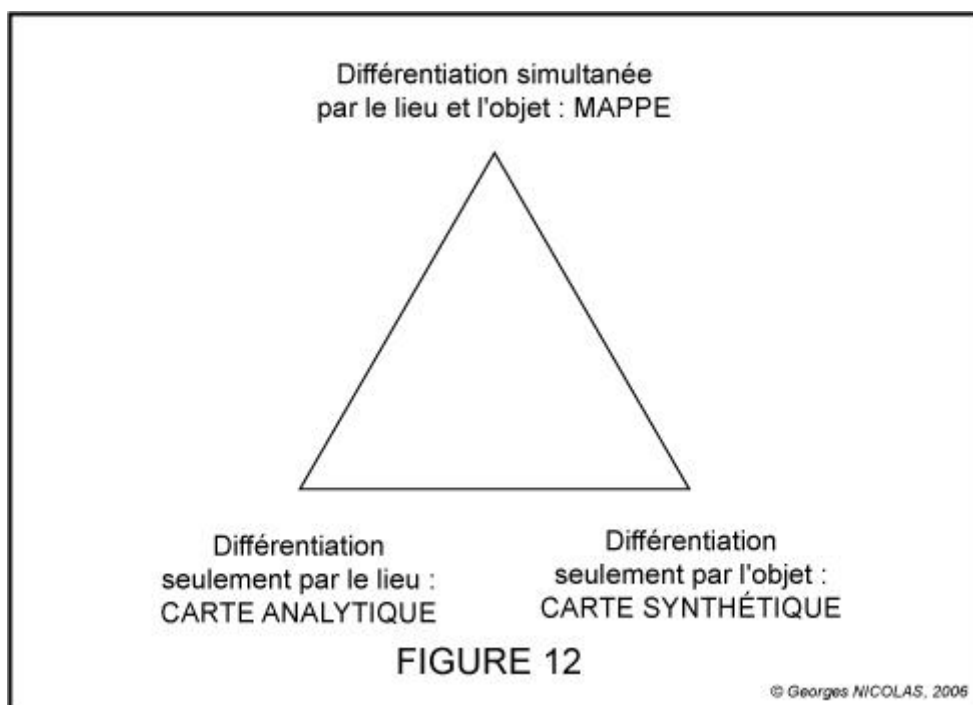 Différentiation simultanée
par le lieu et l'objet : MAPPE
Différentiation
seulement par le lieu :
CARTE ANALYTIQUE
Différentiation
seulement par l'objet :
CARTE SYNTHÉTIQUE
FIGURE 12
© Georges NICOLAS, 2006